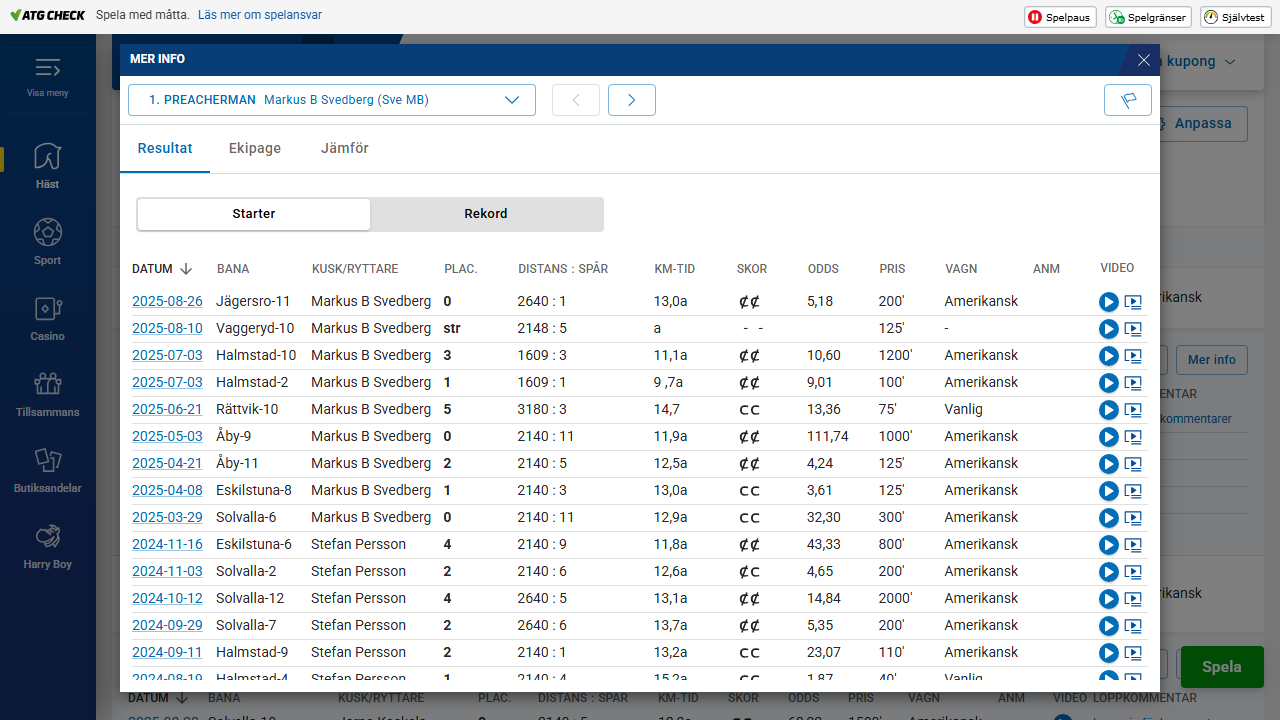 ATG CHECK Spela med måtta. Läs mer om spelansvar Spelpaus Spelgränser Självtest
MER INFO
kupong
Visa meny
1. PREACHERMAN Markus B Svedberg (Sve MB)
Anpassa
Resultat Ekipage Jämför
Häst
Starter Rekord
Sport
DATUM BANA KUSK/RYTTARE PLAC. DISTANS : SPÅR KM-TID SKOR ODDS PRIS VAGN ANM VIDEO
2025-08-26 Jägersro-11 Markus B Svedberg 0 2640 : 1 13,0a ȼ ȼ 5,18 200' Amerikansk
2025-08-10 Vaggeryd-10 Markus B Svedberg str 2148 : 5 a - - 125' -
Casino
2025-07-03 Halmstad-10 Markus B Svedberg 3 1609 : 3 11,1a ȼ ȼ 10,60 1200' Amerikansk
Mer info
2025-07-03 Halmstad-2 Markus B Svedberg 1 1609 : 1 9 ,7a ȼ ȼ 9,01 100' Amerikansk
2025-06-21 Rättvik-10 Markus B Svedberg 5 3180 : 3 14,7 c c 13,36 75' Vanlig
Tillsammans
kommentarer
2025-05-03 Åby-9 Markus B Svedberg 0 2140 : 11 11,9a ȼ ȼ 111,74 1000' Amerikansk
2025-04-21 Åby-11 Markus B Svedberg 2 2140 : 5 12,5a ȼ ȼ 4,24 125' Amerikansk
2025-04-08 Eskilstuna-8 Markus B Svedberg 1 2140 : 3 13,0a c c 3,61 125' Amerikansk
Butiksandelar
2025-03-29 Solvalla-6 Markus B Svedberg 0 2140 : 11 12,9a c c 32,30 300' Amerikansk
2024-11-16 Eskilstuna-6 Stefan Persson 4 2140 : 9 11,8a ȼ ȼ 43,33 800' Amerikansk
Harry Boy
2024-11-03 Solvalla-2 Stefan Persson 2 2140 : 6 12,6a ȼ c 4,65 200' Amerikansk
2024-10-12 Solvalla-12 Stefan Persson 4 2640 : 5 13,1a ȼ ȼ 14,84 2000' Amerikansk
2024-09-29 Solvalla-7 Stefan Persson 2 2640 : 6 13,7a ȼ ȼ 5,35 200' Amerikansk
2024-09-11 Halmstad-9 Stefan Persson 2 2140 : 1 13,2a c c 23,07 110' Amerikansk
Spela
2024-08-19 Halmstad-4 Stefan Persson 1 2140 : 4 15,2a c c 1,87 40' Vanlig
DATUM BANA KUSK/RYTTARE PLAC. DISTANS : SPÅR KM-TID SKOR ODDS PRIS VAGN ANM VIDEO LOPPKOMMENTAR